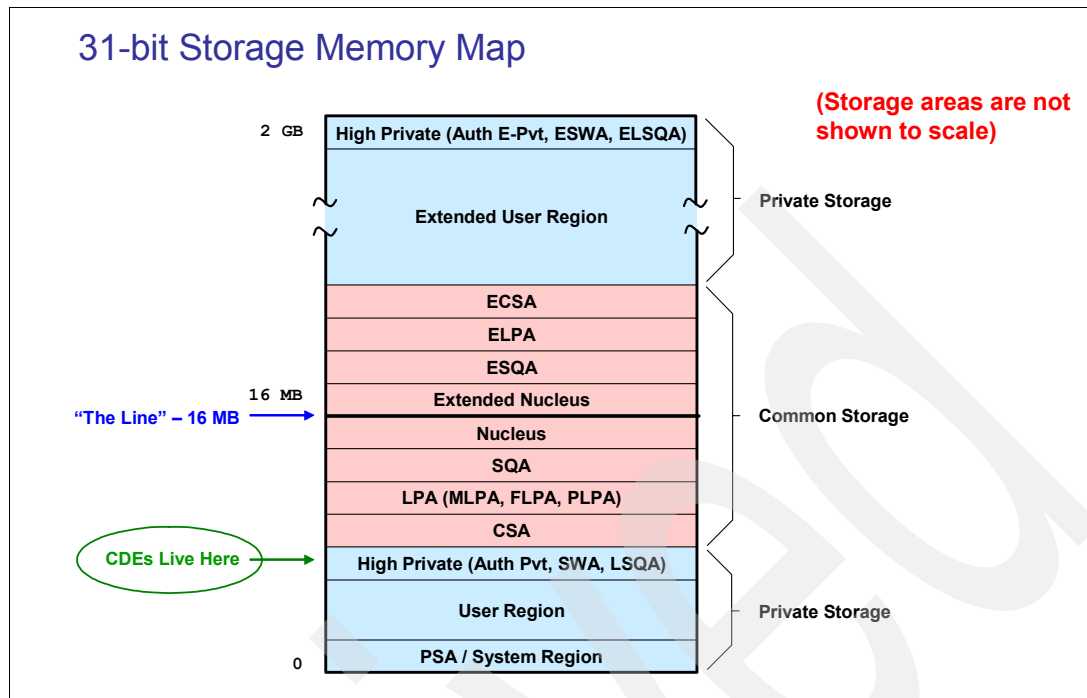 31-bit Storage Memory Map
(Storage areas are not
shown to scale)
2 GB
High Private (Auth E-Pvt, ESWA, ELSQA)
Extended User Region
Private Storage
ECSA
ELPA
ESQA
16 MB
Extended Nucleus
"The Line" – 16 MB
Common Storage
Nucleus
SQA
LPA (MLPA, FLPA, PLPA)
CSA
CDEs Live Here
High Private (Auth Pvt, SWA, LSQA)
User Region
Private Storage
0
PSA / System Region